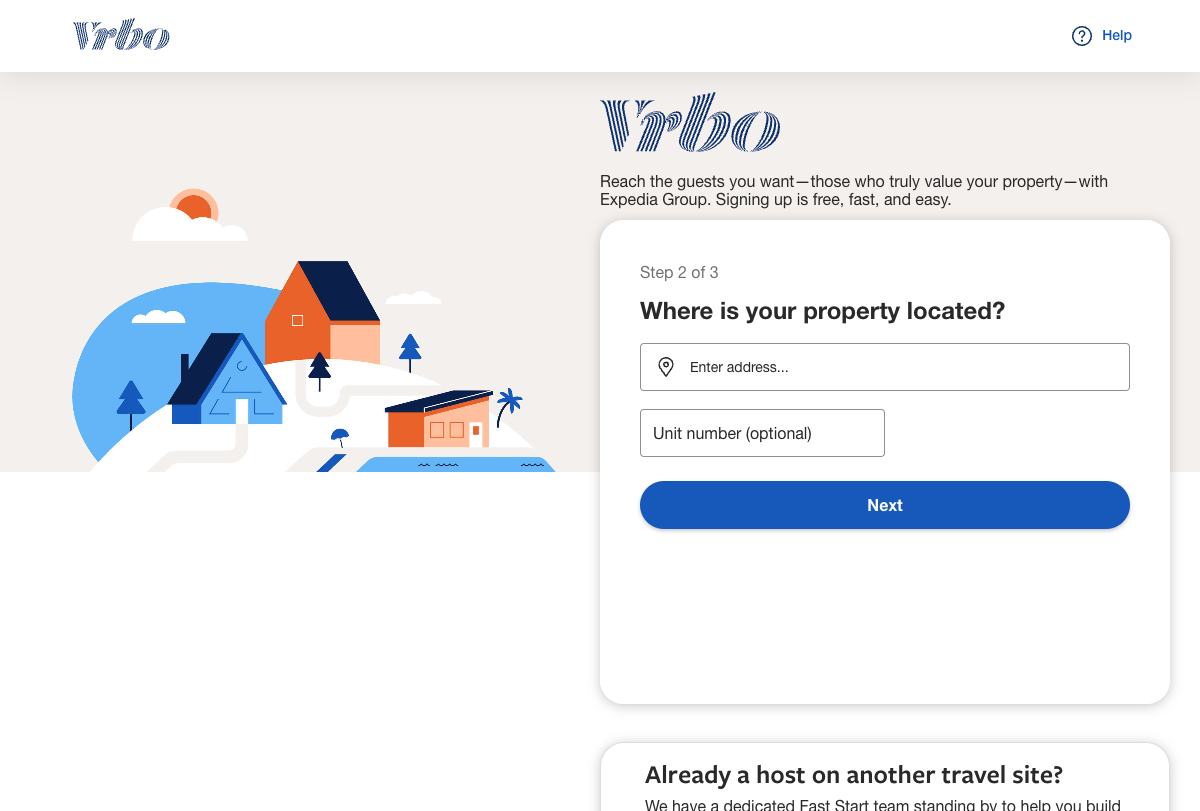 Vrbo
Help
Vrbo
Reach the guests you want—those who truly value your property—with
Expedia Group. Signing up is free, fast, and easy.
Step 2 of 3
Where is your property located?
Enter address...
Unit number (optional)
Next
Already a host on another travel site?
We have a dedicated Fast Start team standing by to help you build